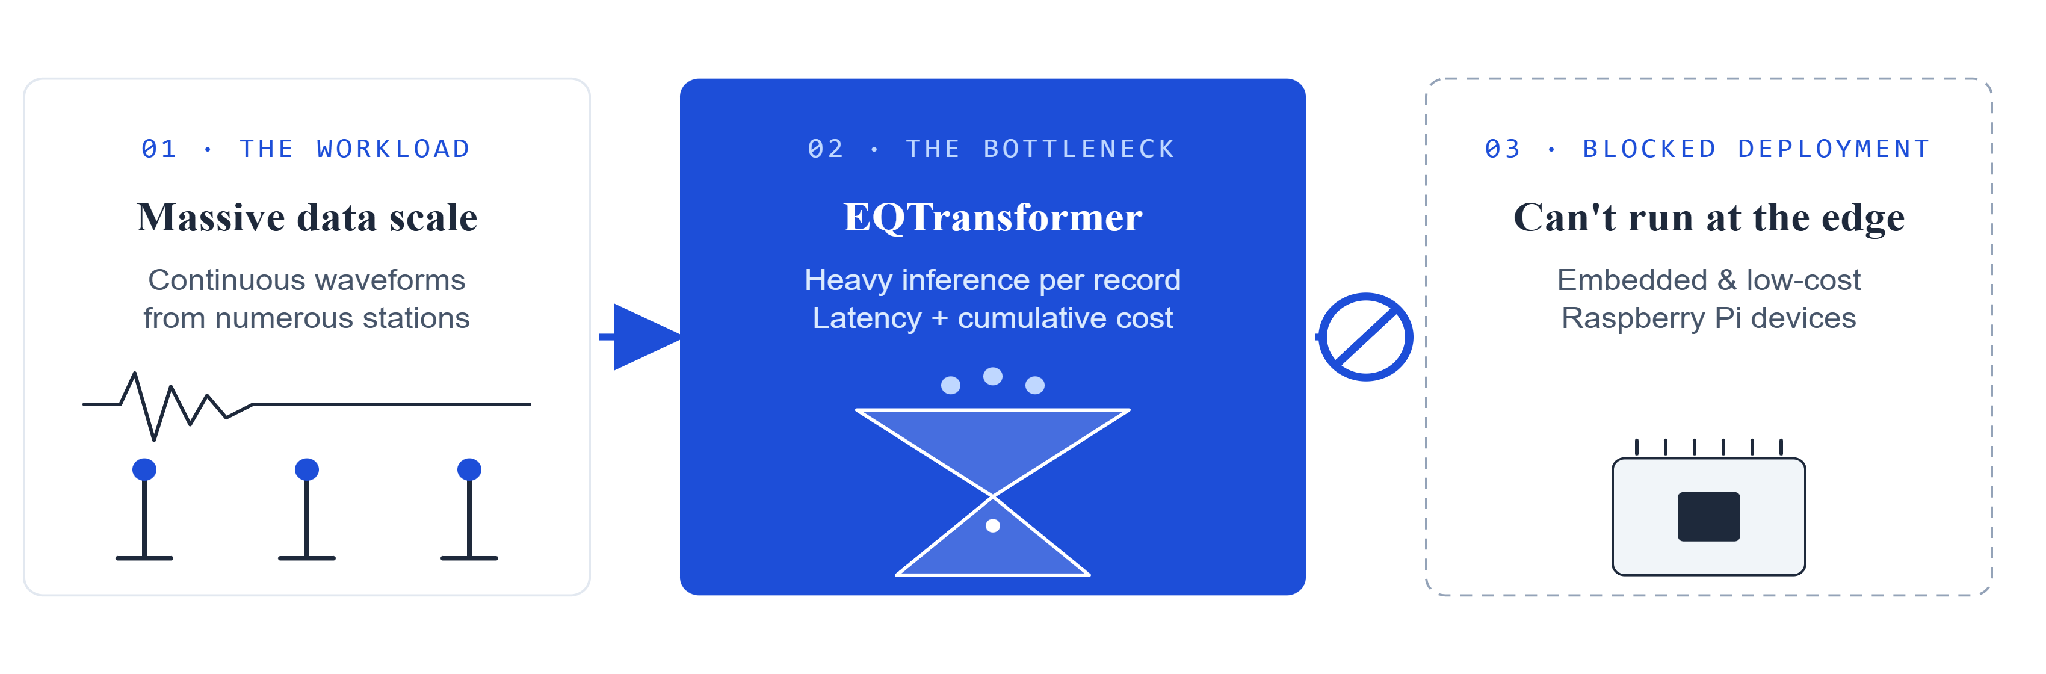 01 · THE WORKLOAD
Massive data scale
Continuous waveforms
from numerous stations
02 · THE BOTTLENECK
EQTransformer
Heavy inference per record
Latency + cumulative cost
03 · BLOCKED DEPLOYMENT
Can't run at the edge
Embedded & low-cost
Raspberry Pi devices